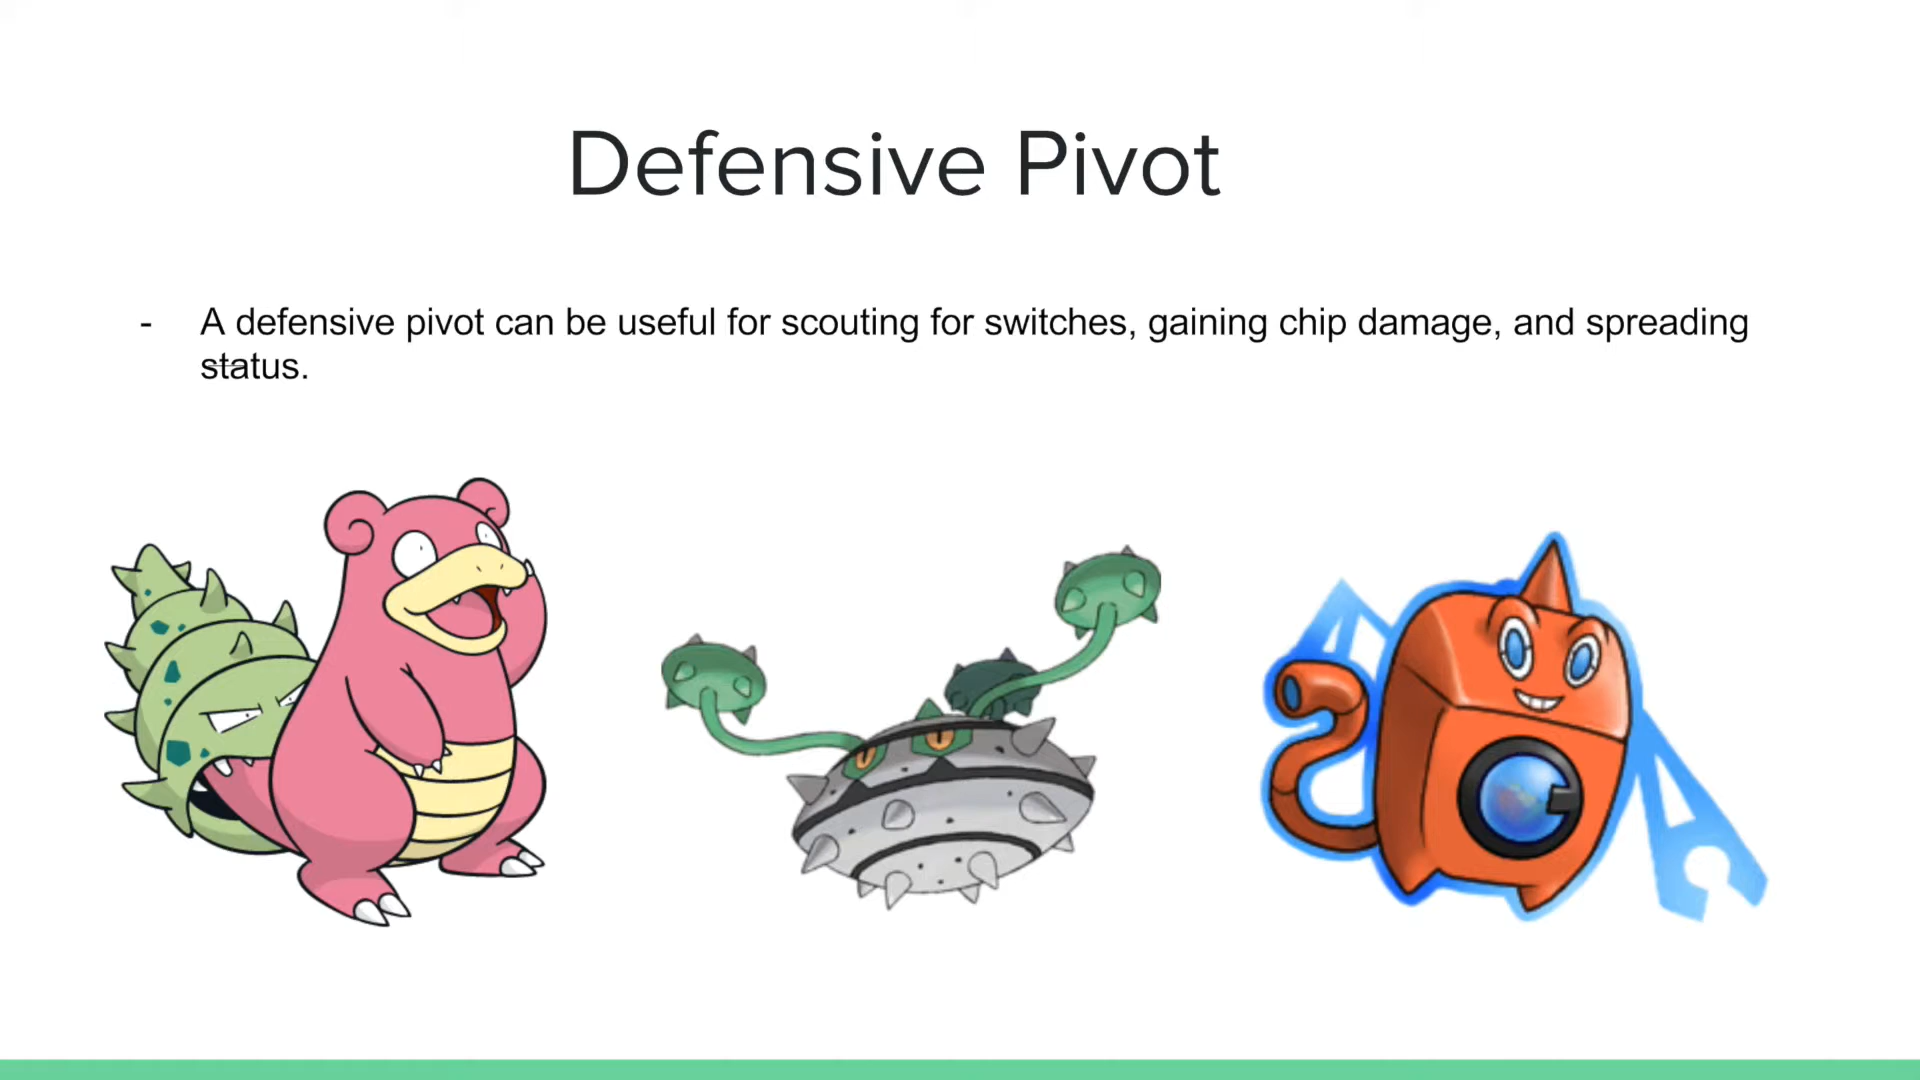 Defensive Pivot
- A defensive pivot can be useful for scouting for switches, gaining chip damage, and spreading
status.